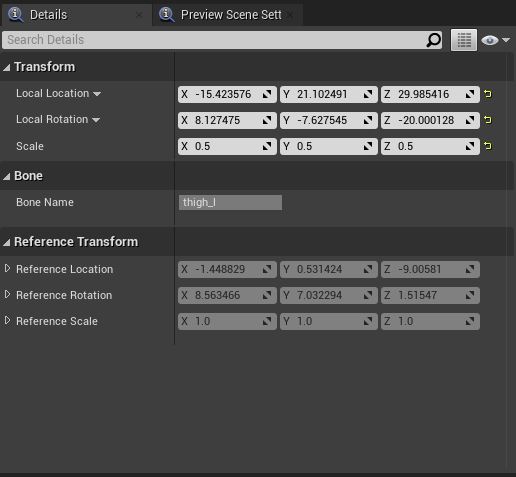 Details
Preview Scene Sett
Search Details
Transform
Local Location X -15.423576 Y 21.102491 Z 29.985416
Local Rotation X 8.127475 Y -7.627545 Z -20.000128
Scale X 0.5 Y 0.5 Z 0.5
Bone
Bone Name thigh_l
Reference Transform
Reference Location X -1.448829 Y 0.531424 Z -9.00581
Reference Rotation X 8.563466 Y 7.032294 Z 1.51547
Reference Scale X 1.0 Y 1.0 Z 1.0